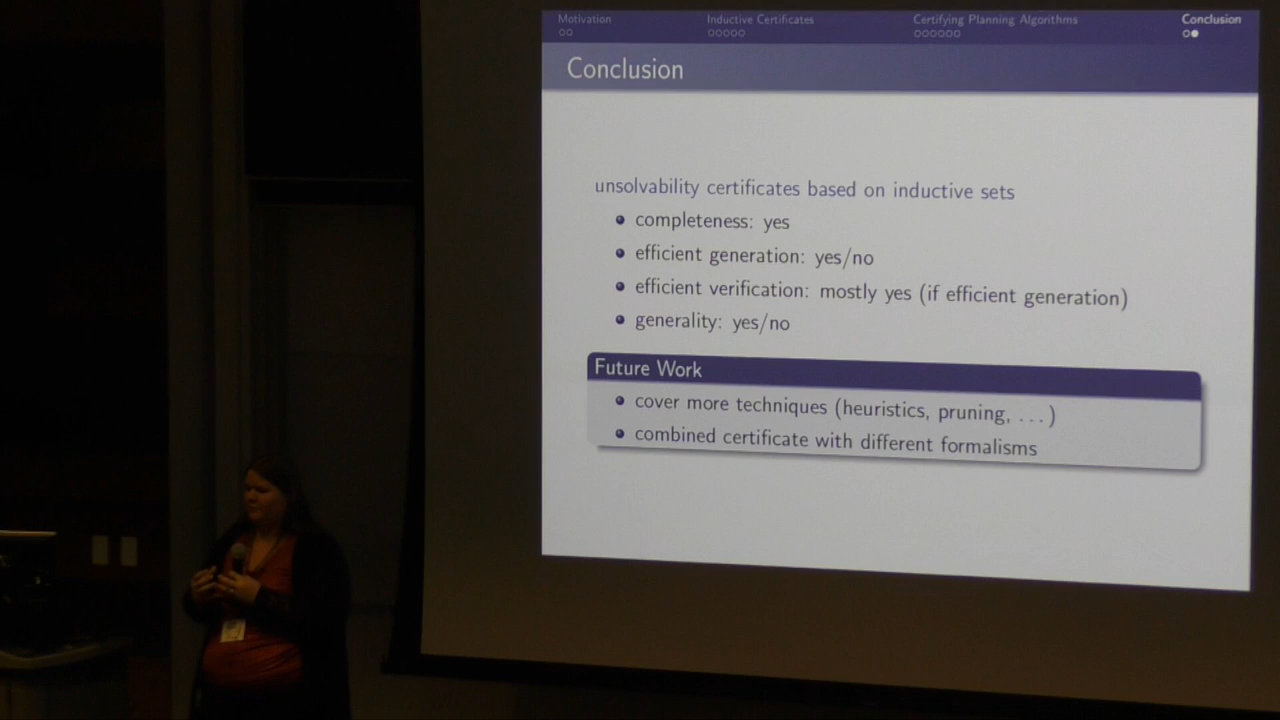 Motivation
Inductive Certificates
Certifying Planning Algorithms
Conclusion
Conclusion
unsolvability certificates based on inductive sets
completeness: yes
efficient generation: yes/no
efficient verification: mostly yes (if efficient generation)
generality: yes/no
Future Work
cover more techniques (heuristics, pruning, ...)
combined certificate with different formalisms